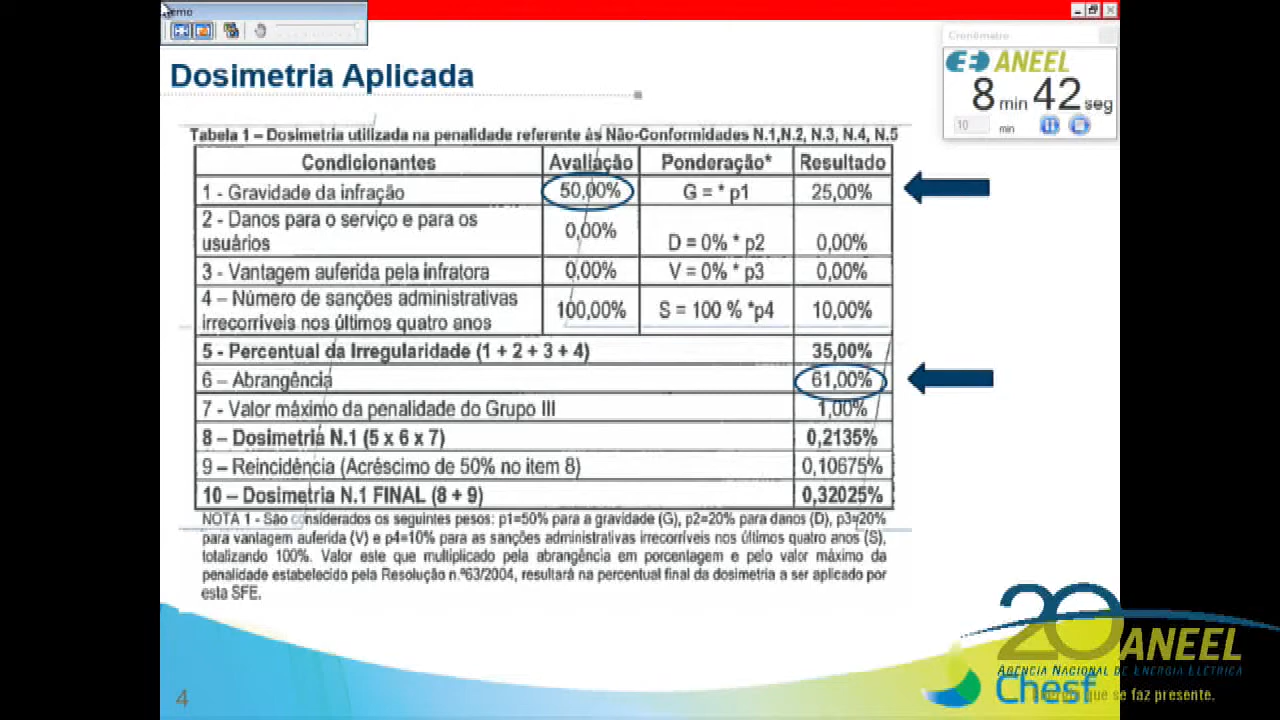 emo
Cronômetro
ANEEL
8 min 42 seg
10 min
Dosimetria Aplicada
Tabela 1 – Dosimetria utilizada na penalidade referente às Não-Conformidades N.1,N.2, N.3, N.4, N.5
Condicionantes Avaliação Ponderação* Resultado
1 - Gravidade da infração 50,00% G = * p1 25,00%
2 - Danos para o serviço e para os
usuários 0,00% D = 0% * p2 0,00%
3 - Vantagem auferida pela infratora 0,00% V = 0% * p3 0,00%
4 – Número de sanções administrativas
irrecorríveis nos últimos quatro anos 100,00% S = 100 % *p4 10,00%
5 - Percentual da Irregularidade (1 + 2 + 3 + 4) 35,00%
6 – Abrangência 61,00%
7 - Valor máximo da penalidade do Grupo III 1,00%
8 – Dosimetria N.1 (5 x 6 x 7) 0,2135%
9 – Reincidência (Acréscimo de 50% no item 8) 0,10675%
10 – Dosimetria N.1 FINAL (8 + 9) 0,32025%
NOTA 1 - São considerados os seguintes pesos: p1=50% para a gravidade (G), p2=20% para danos (D), p3=20%
para vantagem auferida (V) e p4=10% para as sanções administrativas irrecorríveis nos últimos quatro anos (S),
totalizando 100%. Valor este que multiplicado pela abrangência em porcentagem e pelo valor máximo da
penalidade estabelecido pela Resolução n.º63/2004, resultará na percentual final da dosimetria a ser aplicado por
esta SFE.
20 ANEEL
AGÊNCIA NACIONAL DE ENERGIA ELÉTRICA
Chesf
que se faz presente.
4